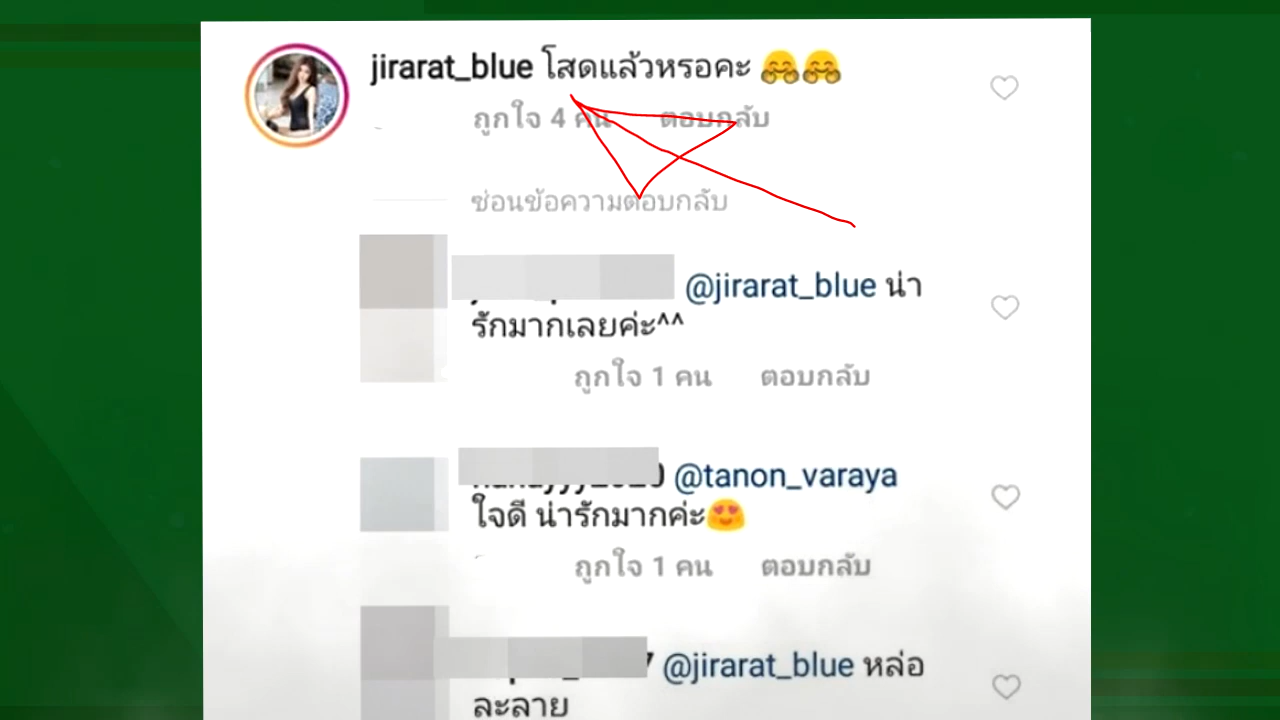 jirarat_blue โสดแล้วหรอคะ 🤗🤗
ถูกใจ 4 คน ตอบกลับ
ซ่อนข้อความตอบกลับ
@jirarat_blue น่า
รักมากเลยค่ะ^^
ถูกใจ 1 คน ตอบกลับ
@tanon_varaya
ใจดี น่ารักมากค่ะ😍
ถูกใจ 1 คน ตอบกลับ
@jirarat_blue หล่อ
ละลาย